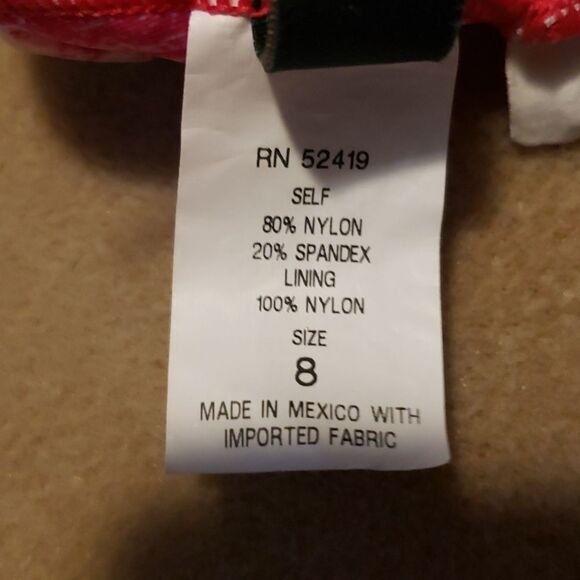 RN 52419
SELF
80% NYLON
20% SPANDEX
LINING
100% NYLON
SIZE
8
MADE IN MEXICO WITH
IMPORTED FABRIC